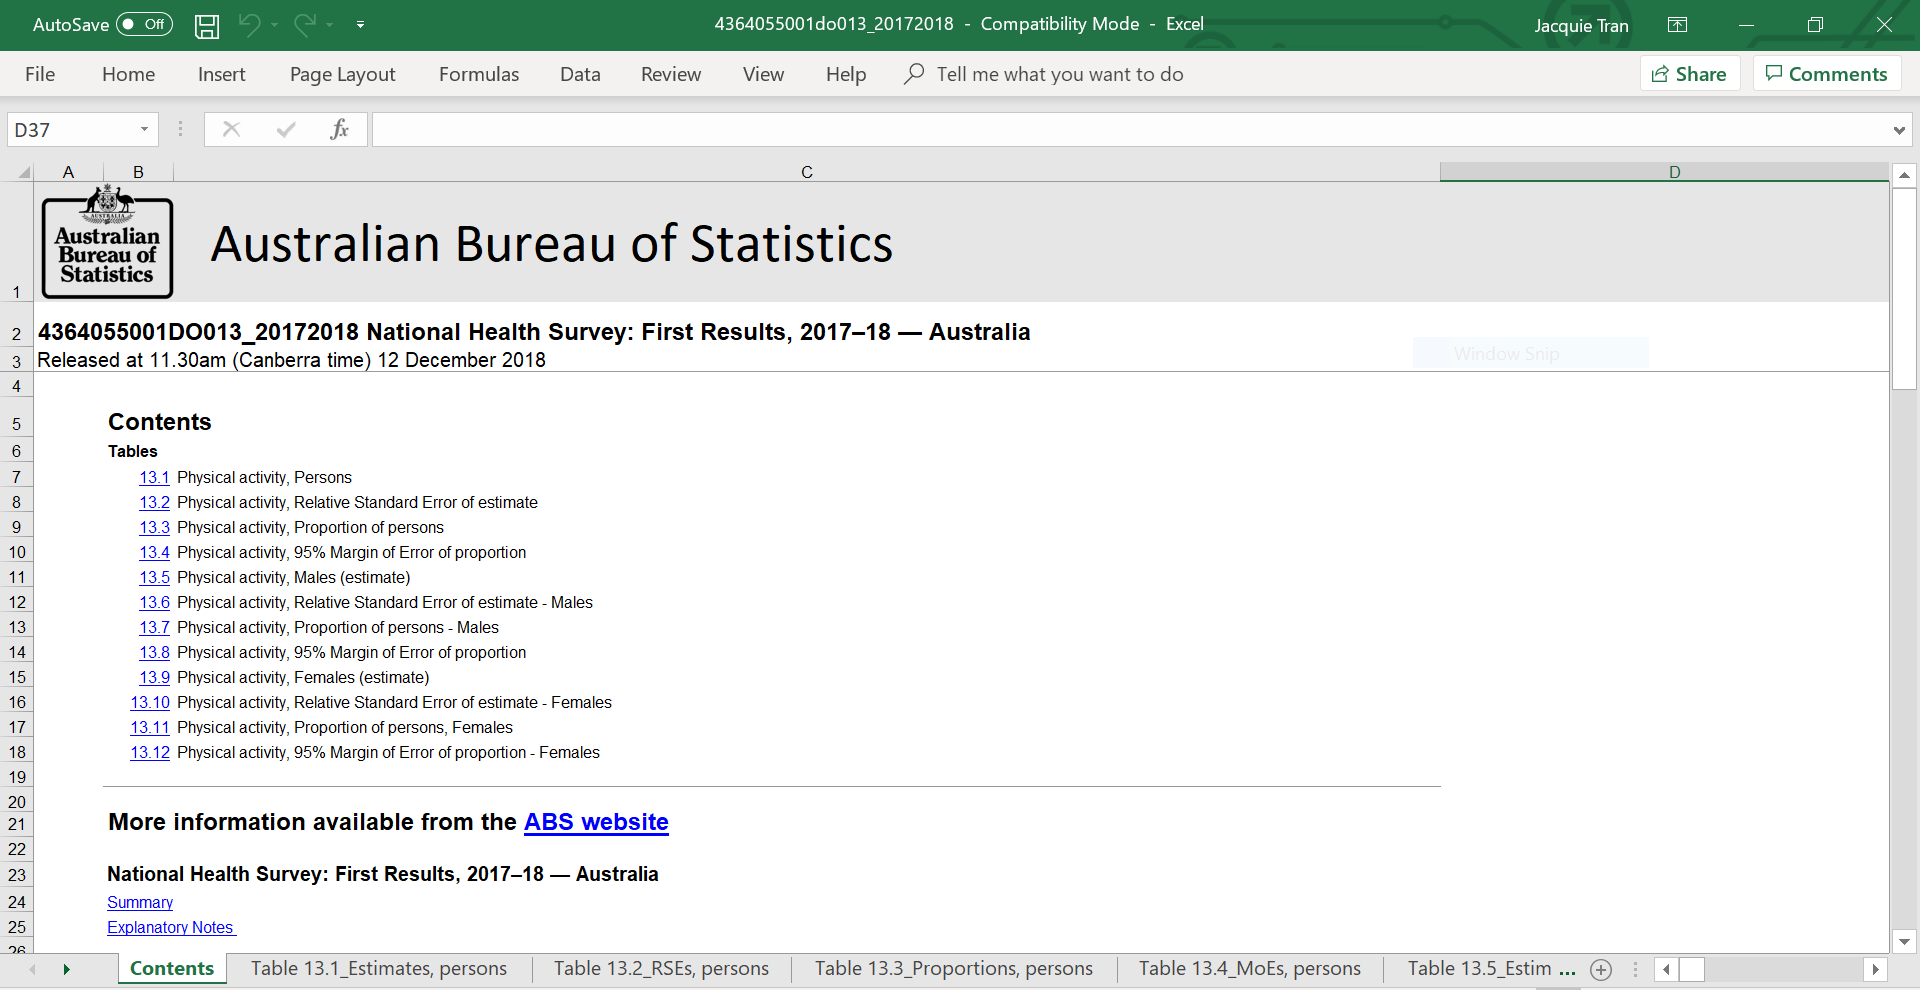 AutoSave Off 4364055001do013_20172018 - Compatibility Mode - Excel Jacquie Tran
File Home Insert Page Layout Formulas Data Review View Help Tell me what you want to do Share Comments
D37 fx
A B C D
AUSTRALIA
Australian
Bureau of
Statistics
Australian Bureau of Statistics
1
2 4364055001DO013_20172018 National Health Survey: First Results, 2017–18 — Australia
3 Released at 11.30am (Canberra time) 12 December 2018
Window Snip
4
5 Contents
6 Tables
7 13.1 Physical activity, Persons
8 13.2 Physical activity, Relative Standard Error of estimate
9 13.3 Physical activity, Proportion of persons
10 13.4 Physical activity, 95% Margin of Error of proportion
11 13.5 Physical activity, Males (estimate)
12 13.6 Physical activity, Relative Standard Error of estimate - Males
13 13.7 Physical activity, Proportion of persons - Males
14 13.8 Physical activity, 95% Margin of Error of proportion
15 13.9 Physical activity, Females (estimate)
16 13.10 Physical activity, Relative Standard Error of estimate - Females
17 13.11 Physical activity, Proportion of persons, Females
18 13.12 Physical activity, 95% Margin of Error of proportion - Females
19
20
21 More information available from the ABS website
22
23 National Health Survey: First Results, 2017–18 — Australia
24 Summary
25 Explanatory Notes
26
Contents Table 13.1_Estimates, persons Table 13.2_RSEs, persons Table 13.3_Proportions, persons Table 13.4_MoEs, persons Table 13.5_Estim ...